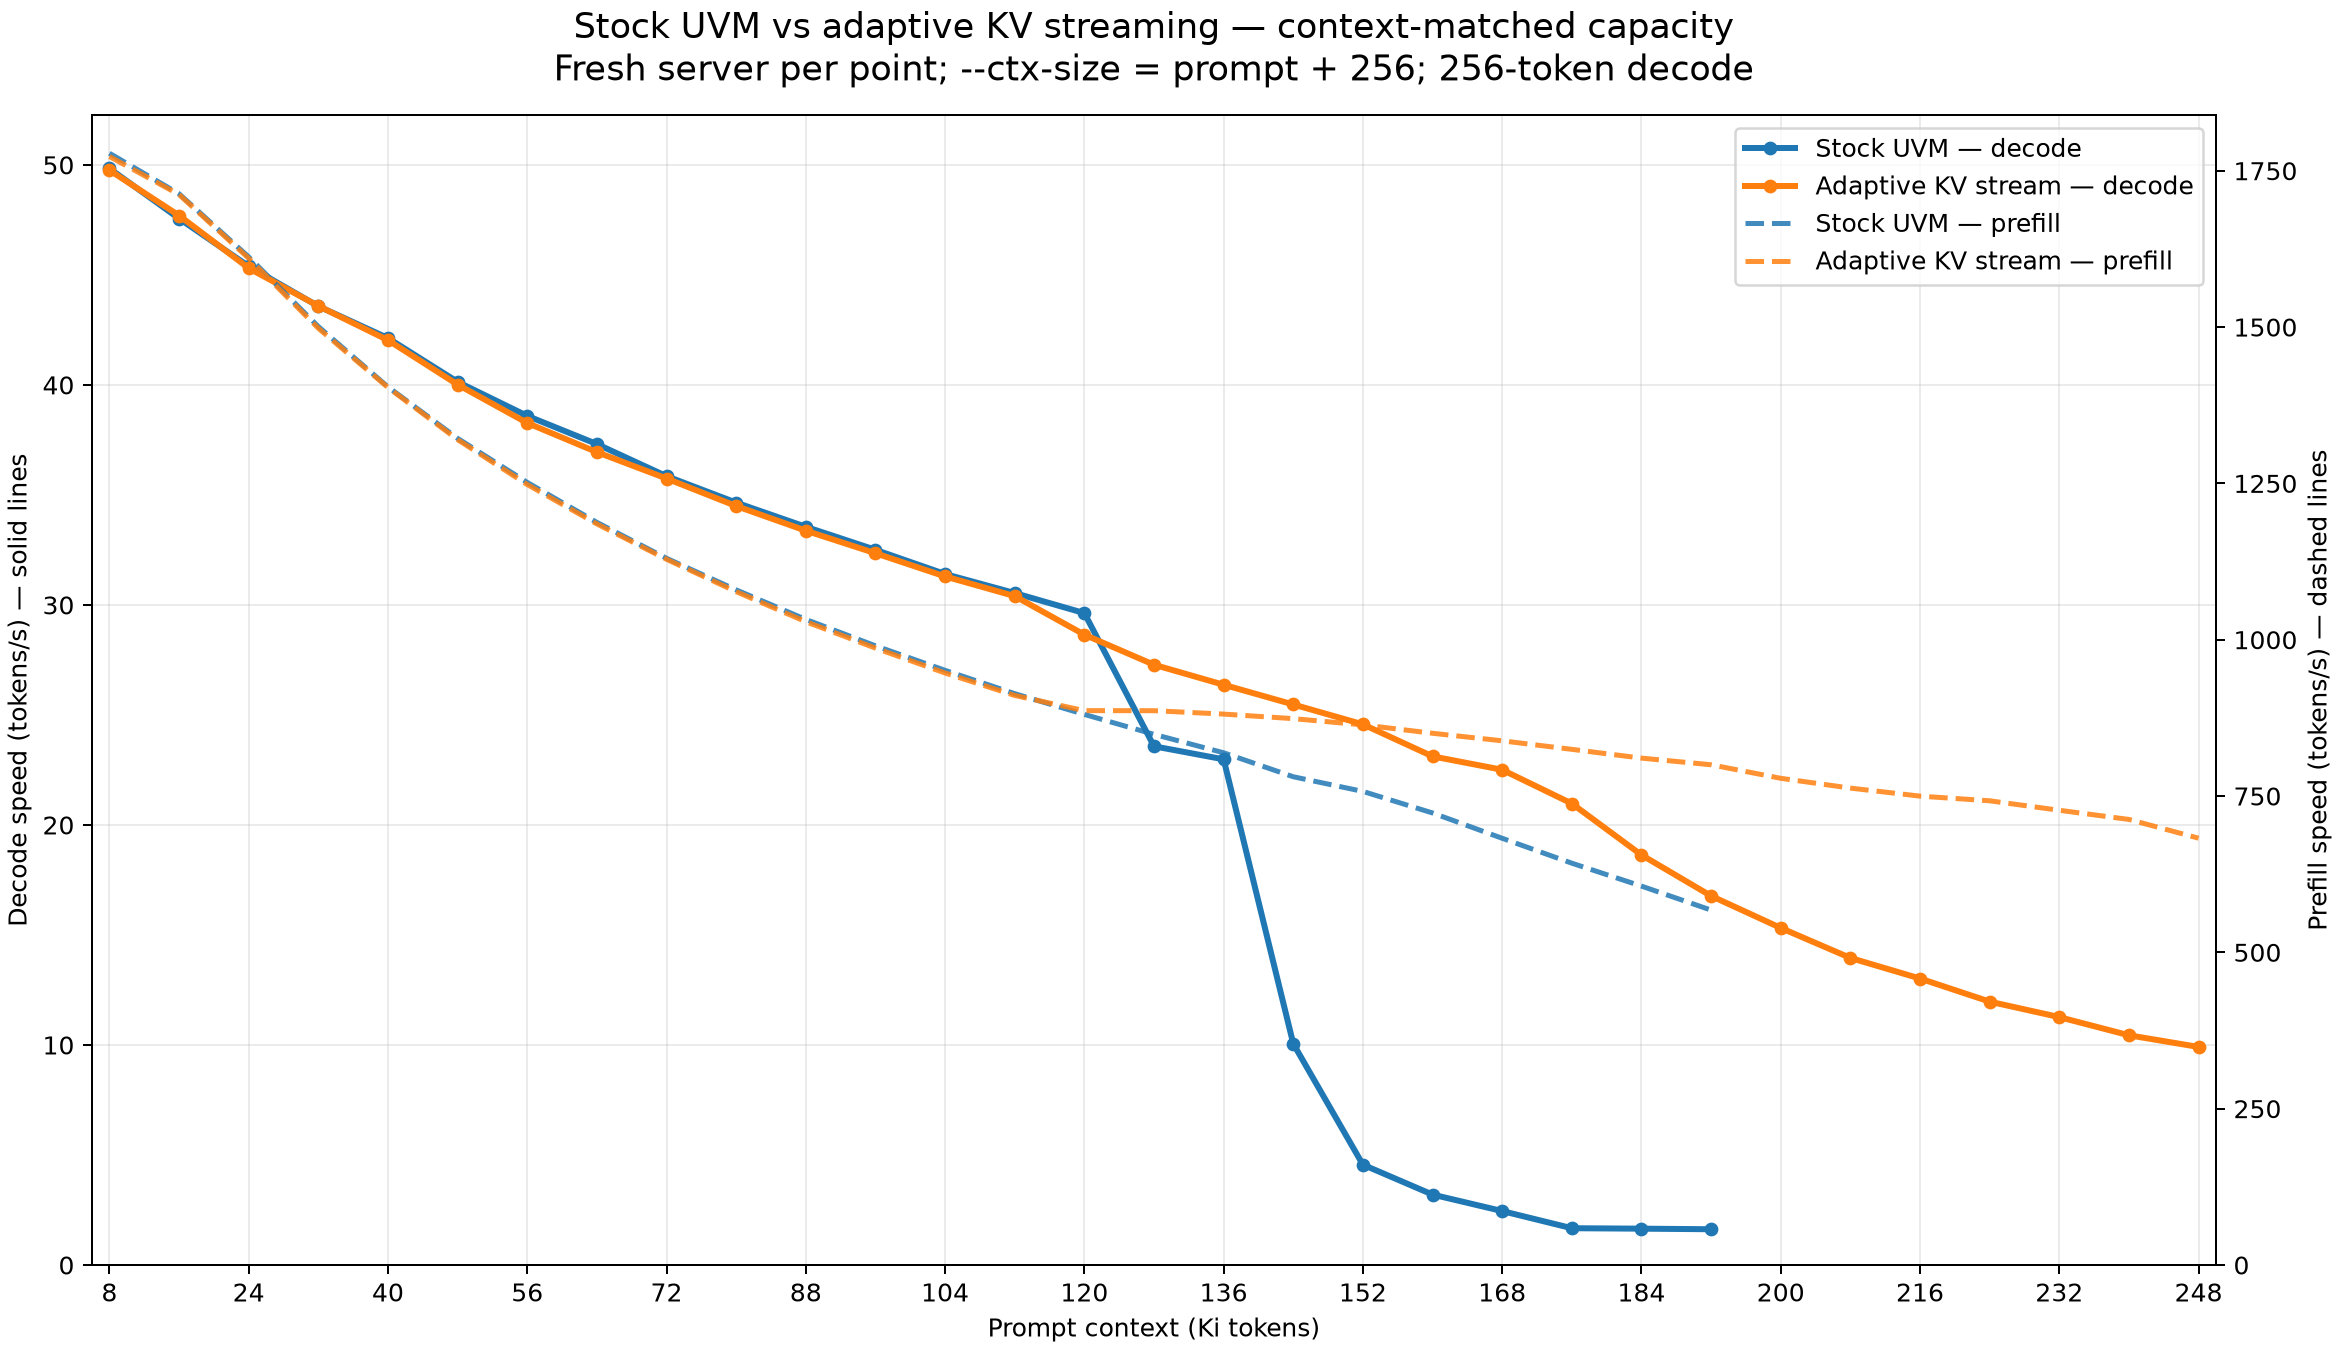 Stock UVM vs adaptive KV streaming — context-matched capacity
Fresh server per point; --ctx-size = prompt + 256; 256-token decode
Stock UVM — decode
Adaptive KV stream — decode
Stock UVM — prefill
Adaptive KV stream — prefill
Decode speed (tokens/s) — solid lines
50
40
30
20
10
0
1750
1500
1250
1000
750
500
250
0
Prefill speed (tokens/s) — dashed lines
8 24 40 56 72 88 104 120 136 152 168 184 200 216 232 248
Prompt context (Ki tokens)